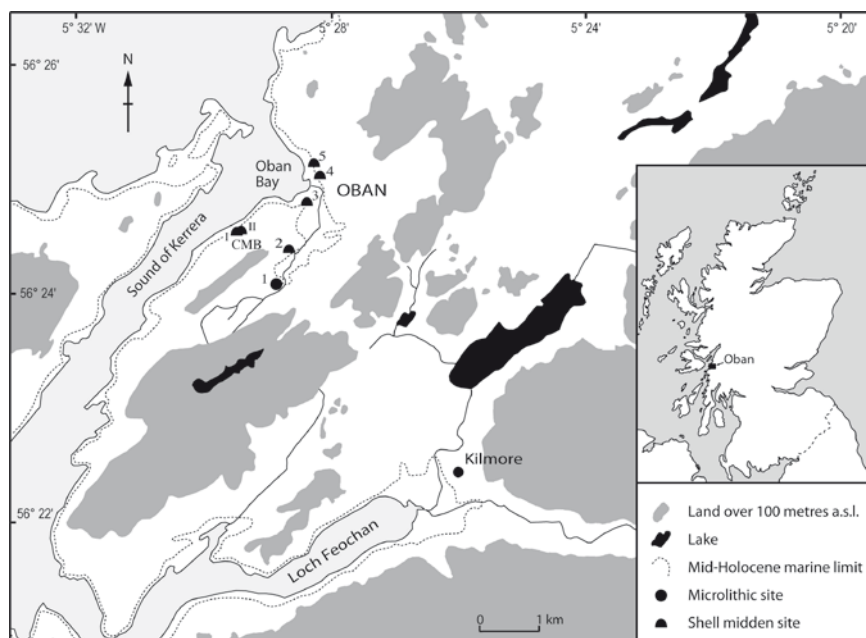 5° 32' W
5° 28'
5° 24'
5° 20'
56° 26'
N
5
4
Oban
Bay
OBAN
3
I
II
CMB
2
Sound of Kerrera
1
56° 24'
Oban
Kilmore
56° 22'
Loch Feochan
0 1 km
Land over 100 metres a.s.l.
Lake
Mid-Holocene marine limit
Microlithic site
Shell midden site